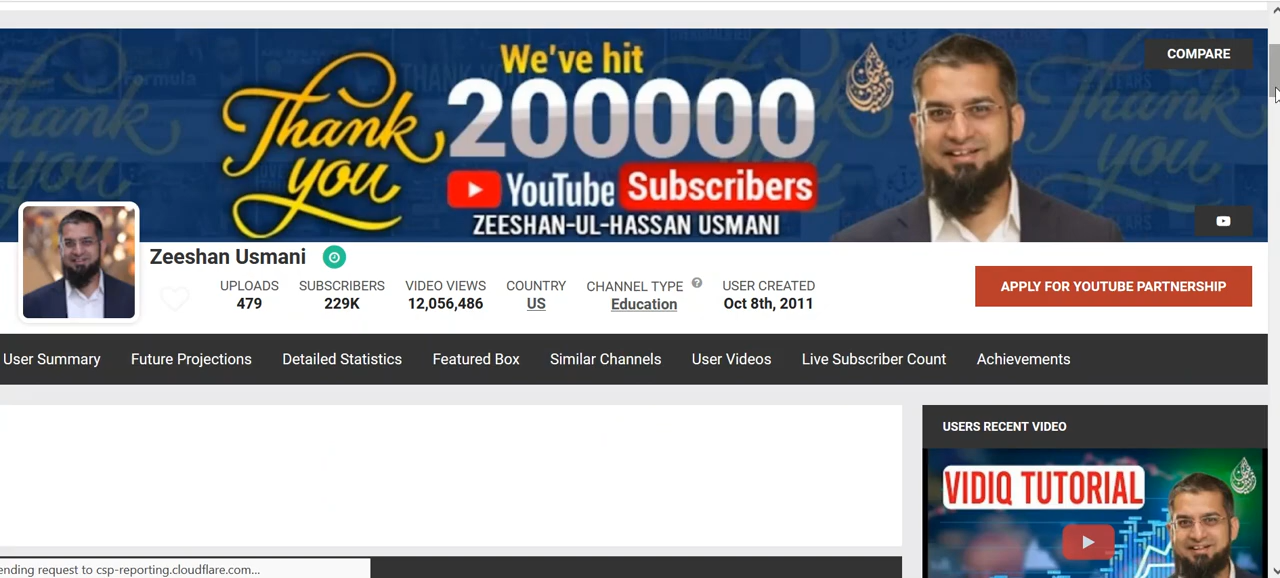 We've hit
COMPARE
Thank you
200000
YouTube Subscribers
ZEESHAN-UL-HASSAN USMANI
Zeeshan Usmani
UPLOADS
479
SUBSCRIBERS
229K
VIDEO VIEWS
12,056,486
COUNTRY
US
CHANNEL TYPE ?
Education
USER CREATED
Oct 8th, 2011
APPLY FOR YOUTUBE PARTNERSHIP
User Summary Future Projections Detailed Statistics Featured Box Similar Channels User Videos Live Subscriber Count Achievements
USERS RECENT VIDEO
VIDIQ TUTORIAL
ending request to csp-reporting.cloudflare.com...